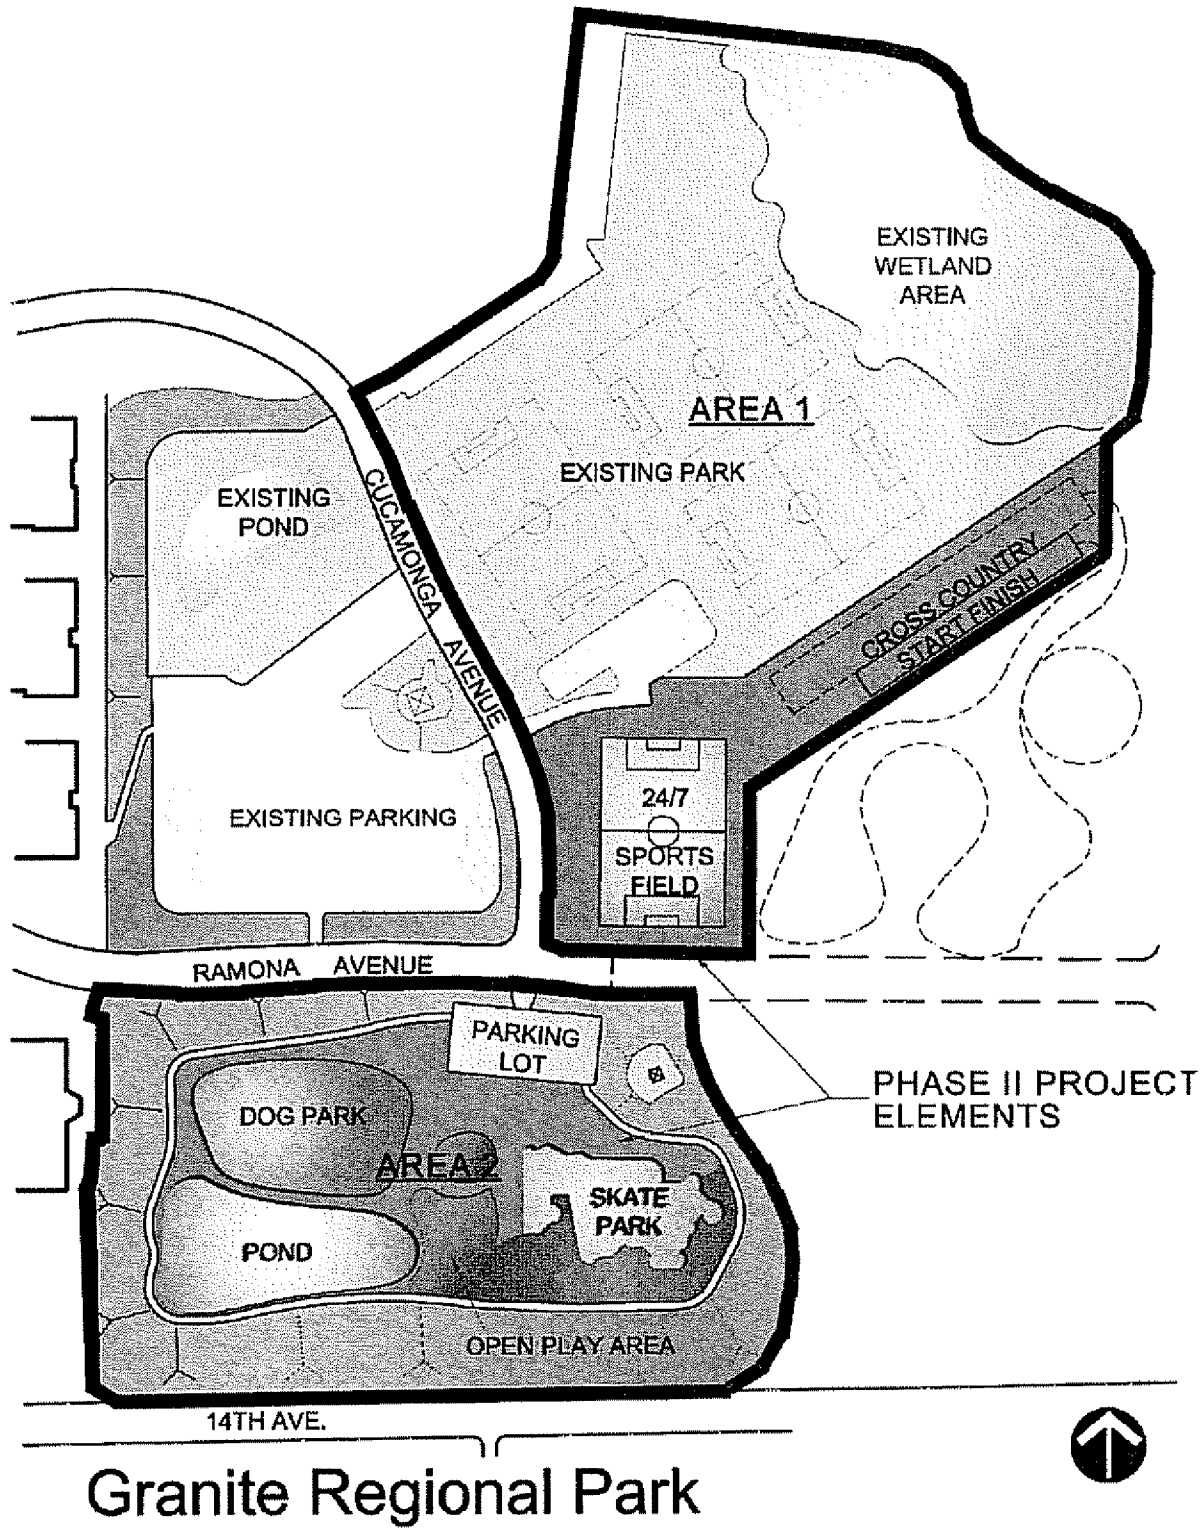 EXISTING
WETLAND
AREA
AREA 1
EXISTING PARK
EXISTING
POND
CUCAMONGA AVENUE
CROSS COUNTRY
START FINISH
24/7
SPORTS
FIELD
EXISTING PARKING
RAMONA AVENUE
PARKING
LOT
PHASE II PROJECT
ELEMENTS
DOG PARK
AREA 2
SKATE
PARK
POND
OPEN PLAY AREA
14TH AVE.
Granite Regional Park